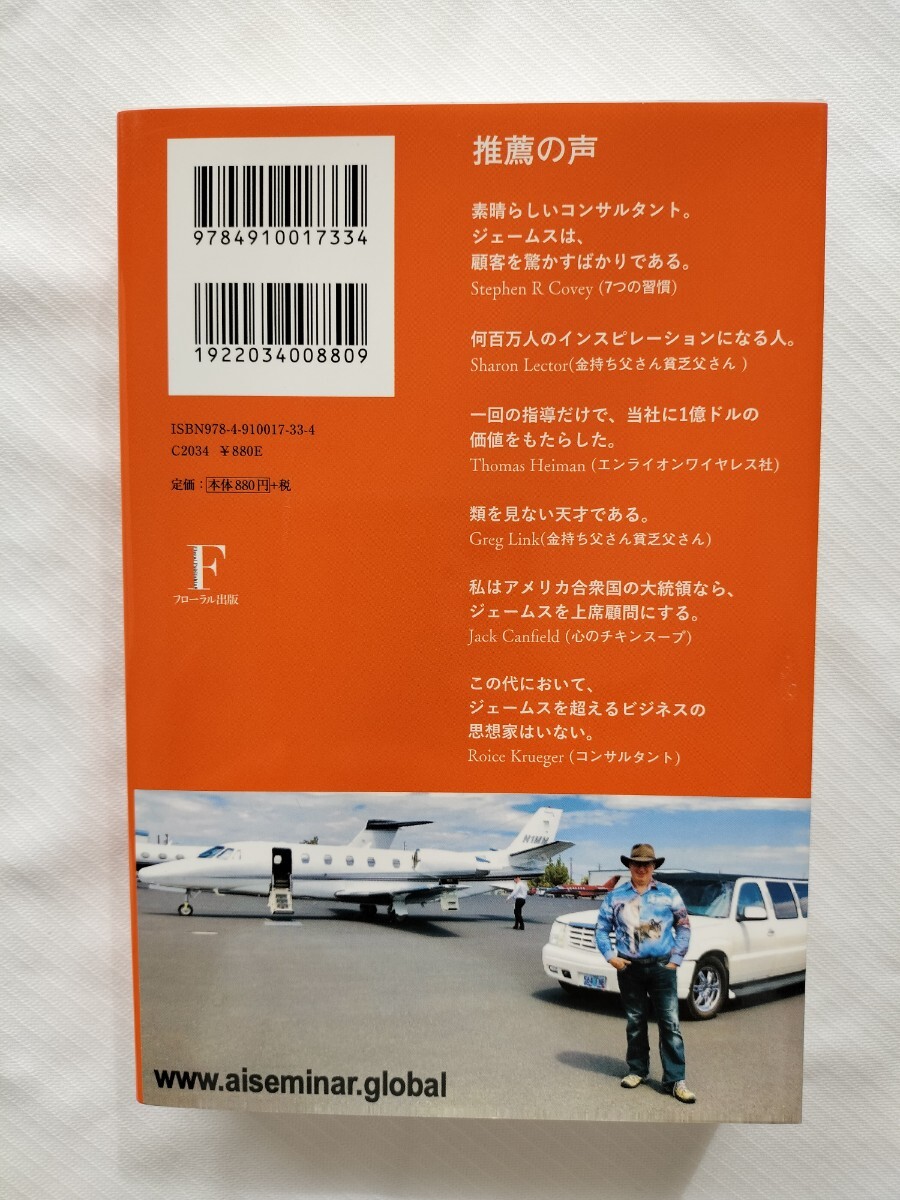 9784910017334
1922034008809
ISBN978-4-910017-33-4
C2034 ¥880E
定価:本体880円+税
F
フローラル出版
推薦の声
素晴らしいコンサルタント。
ジェームスは、
顧客を驚かすばかりである。
Stephen R Covey (7つの習慣)
何百万人のインスピレーションになる人。
Sharon Lector(金持ち父さん貧乏父さん )
一回の指導だけで、当社に1億ドルの
価値をもたらした。
Thomas Heiman (エンライオンワイヤレス社)
類を見ない天才である。
Greg Link(金持ち父さん貧乏父さん)
私はアメリカ合衆国の大統領なら、
ジェームスを上席顧問にする。
Jack Canfield (心のチキンスープ)
この代において、
ジェームスを超えるビジネスの
思想家はいない。
Roice Krueger (コンサルタント)
www.aiseminar.global